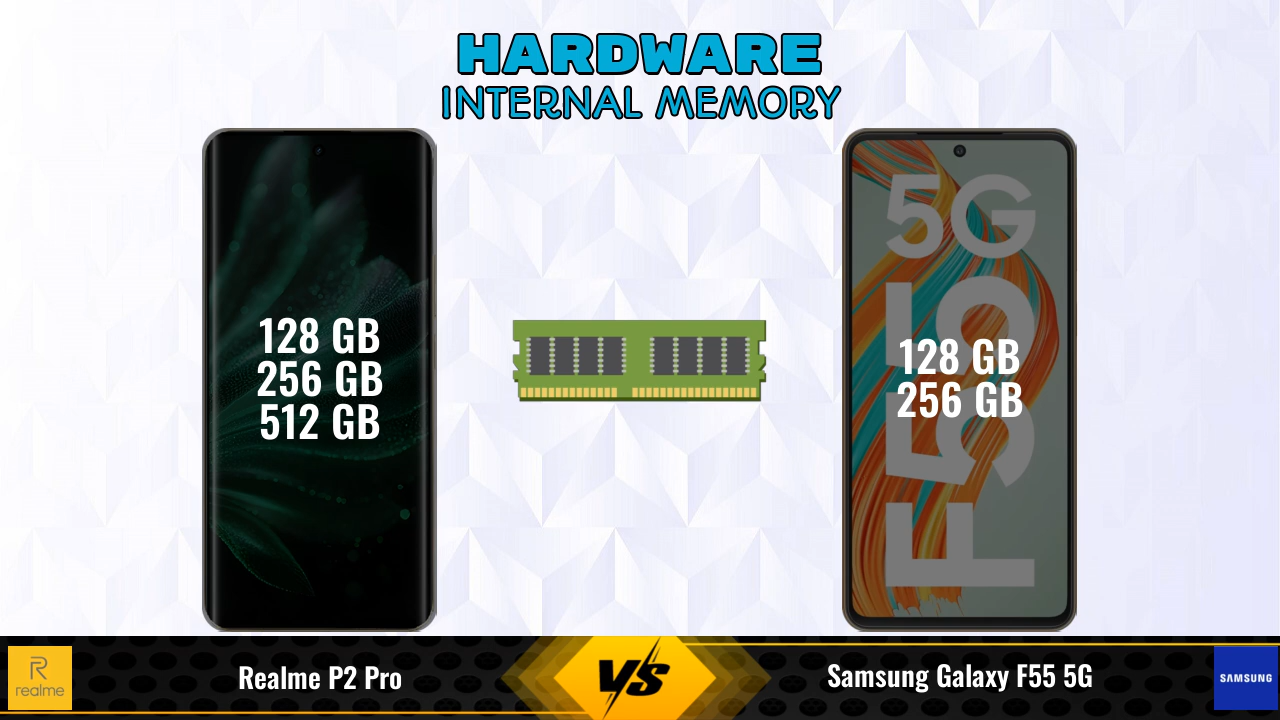 HARDWARE
INTERNAL MEMORY
128 GB
256 GB
512 GB
5G
F55
128 GB
256 GB
realme
Realme P2 Pro
VS
Samsung Galaxy F55 5G
SAMSUNG